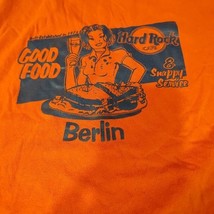 GOOD
FOOD
Hard Rock
CAFE
&
Snappy
Service
Berlin